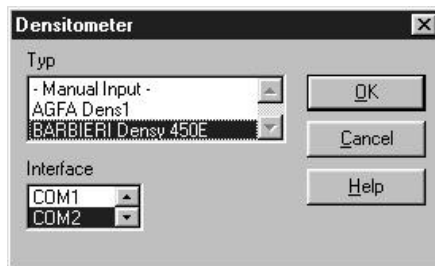 Densitometer
Typ
- Manual Input -
AGFA Dens1
BARBIERI Densy 450E
OK
Cancel
Interface
COM1
COM2
Help